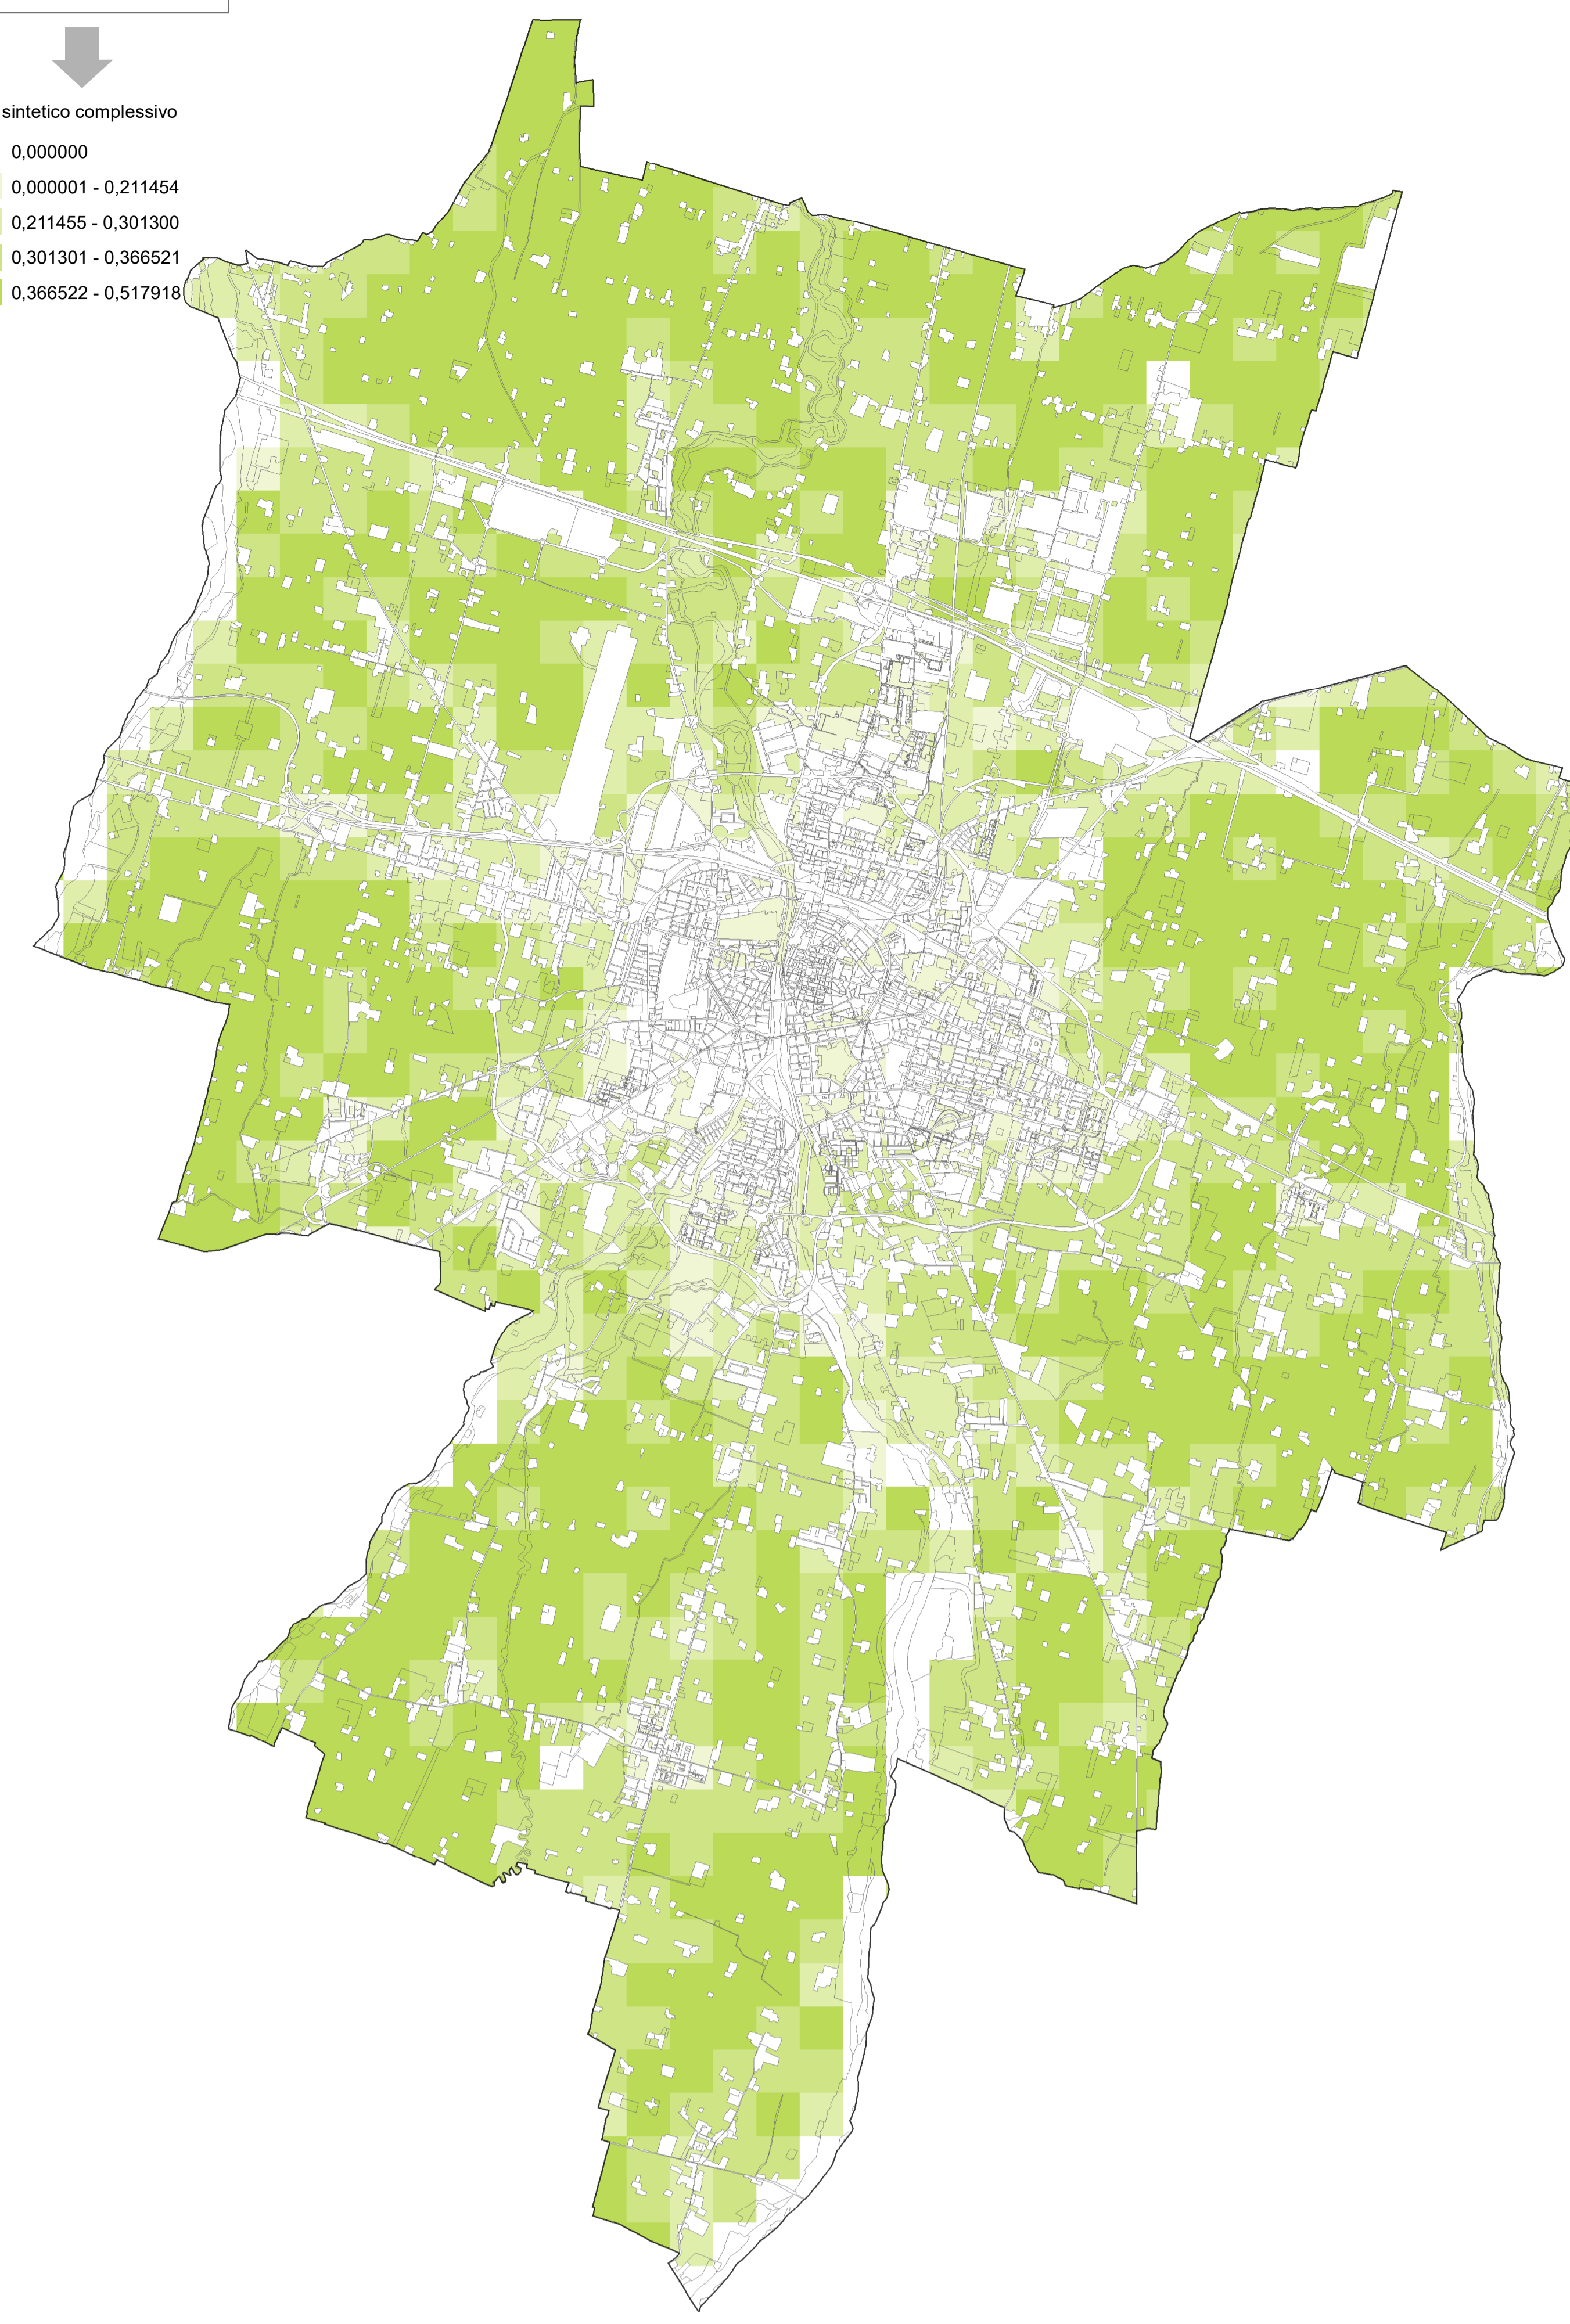 sintetico complessivo
0,000000
0,000001 - 0,211454
0,211455 - 0,301300
0,301301 - 0,366521
0,366522 - 0,517918